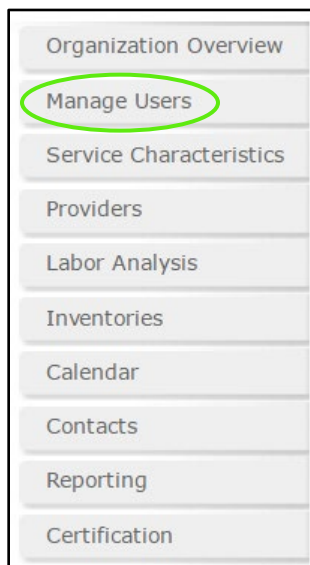 Organization Overview
Manage Users
Service Characteristics
Providers
Labor Analysis
Inventories
Calendar
Contacts
Reporting
Certification